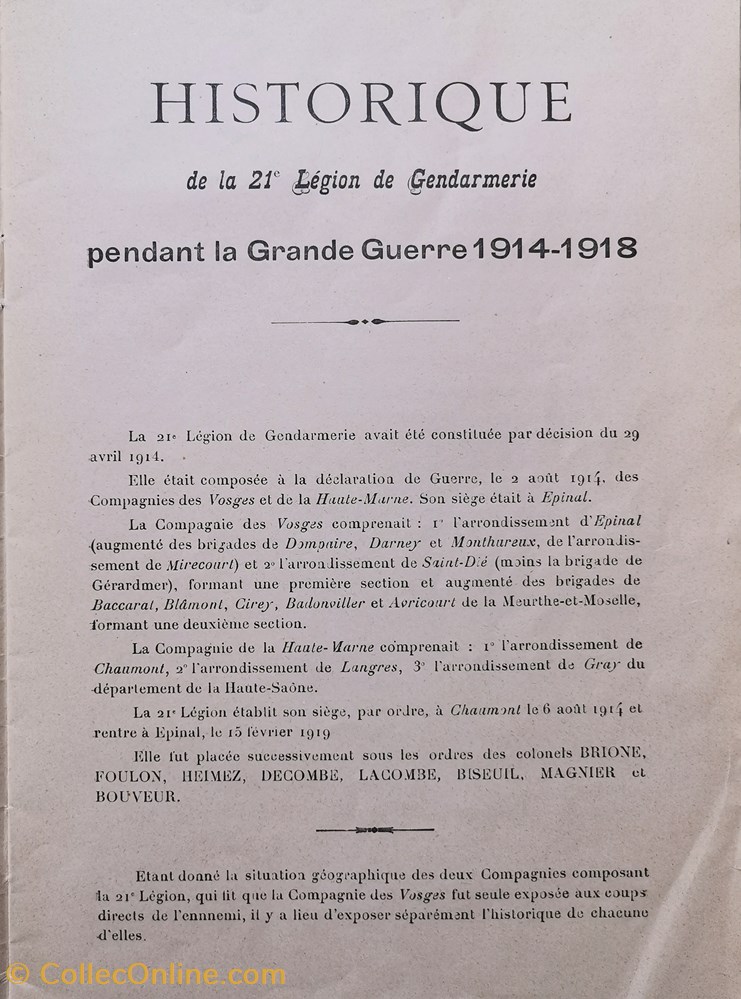 HISTORIQUE
de la 21e Légion de Gendarmerie
pendant la Grande Guerre 1914-1918
La 21e Légion de Gendarmerie avait été constituée par décision du 29
avril 1914.
Elle était composée à la déclaration de Guerre, le 2 août 1914, des
Compagnies des Vosges et de la Haute-Marne. Son siège était à Epinal.
La Compagnie des Vosges comprenait : 1° l'arrondissement d'Epinal
(augmenté des brigades de Dompaire, Darney et Monthureux, de l'arrondis-
sement de Mirecourt) et 2° l'arrondissement de Saint-Dié (moins la brigade de
Gérardmer), formant une première section et augmenté des brigades de
Baccarat, Blâmont, Cirey, Badonviller et Avricourt de la Meurthe-et-Moselle,
formant une deuxième section.
La Compagnie de la Haute-Marne comprenait : 1° l'arrondissement de
Chaumont, 2° l'arrondissement de Langres, 3° l'arrondissement de Gray du
département de la Haute-Saône.
La 21e Légion établit son siège, par ordre, à Chaumont le 6 août 1914 et
rentre à Epinal, le 15 février 1919
Elle fut placée successivement sous les ordres des colonels BRIONE,
FOULON, HEIMEZ, DECOMBE, LACOMBE, BISEUIL, MAGNIER et
BOUVEUR.
Etant donné la situation géographique des deux Compagnies composant
la 21e Légion, qui fit que la Compagnie des Vosges fut seule exposée aux coups
directs de l'ennnemi, il y a lieu d'exposer séparément l'historique de chacune
d'elles.
© CollecOnline.com